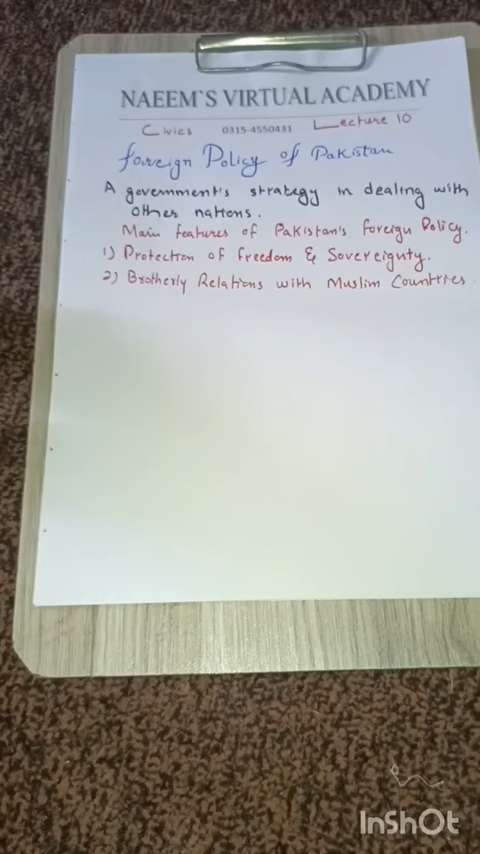 NAEEM`S VIRTUAL ACADEMY
Civics 0315-4550431 Lecture 10
Foreign Policy of Pakistan
A government's strategy in dealing with
other nations.
Main features of Pakistan's Foreign Policy.
1) Protection of freedom & Sovereignty.
2) Brotherly Relations with Muslim Countries.
InShOt